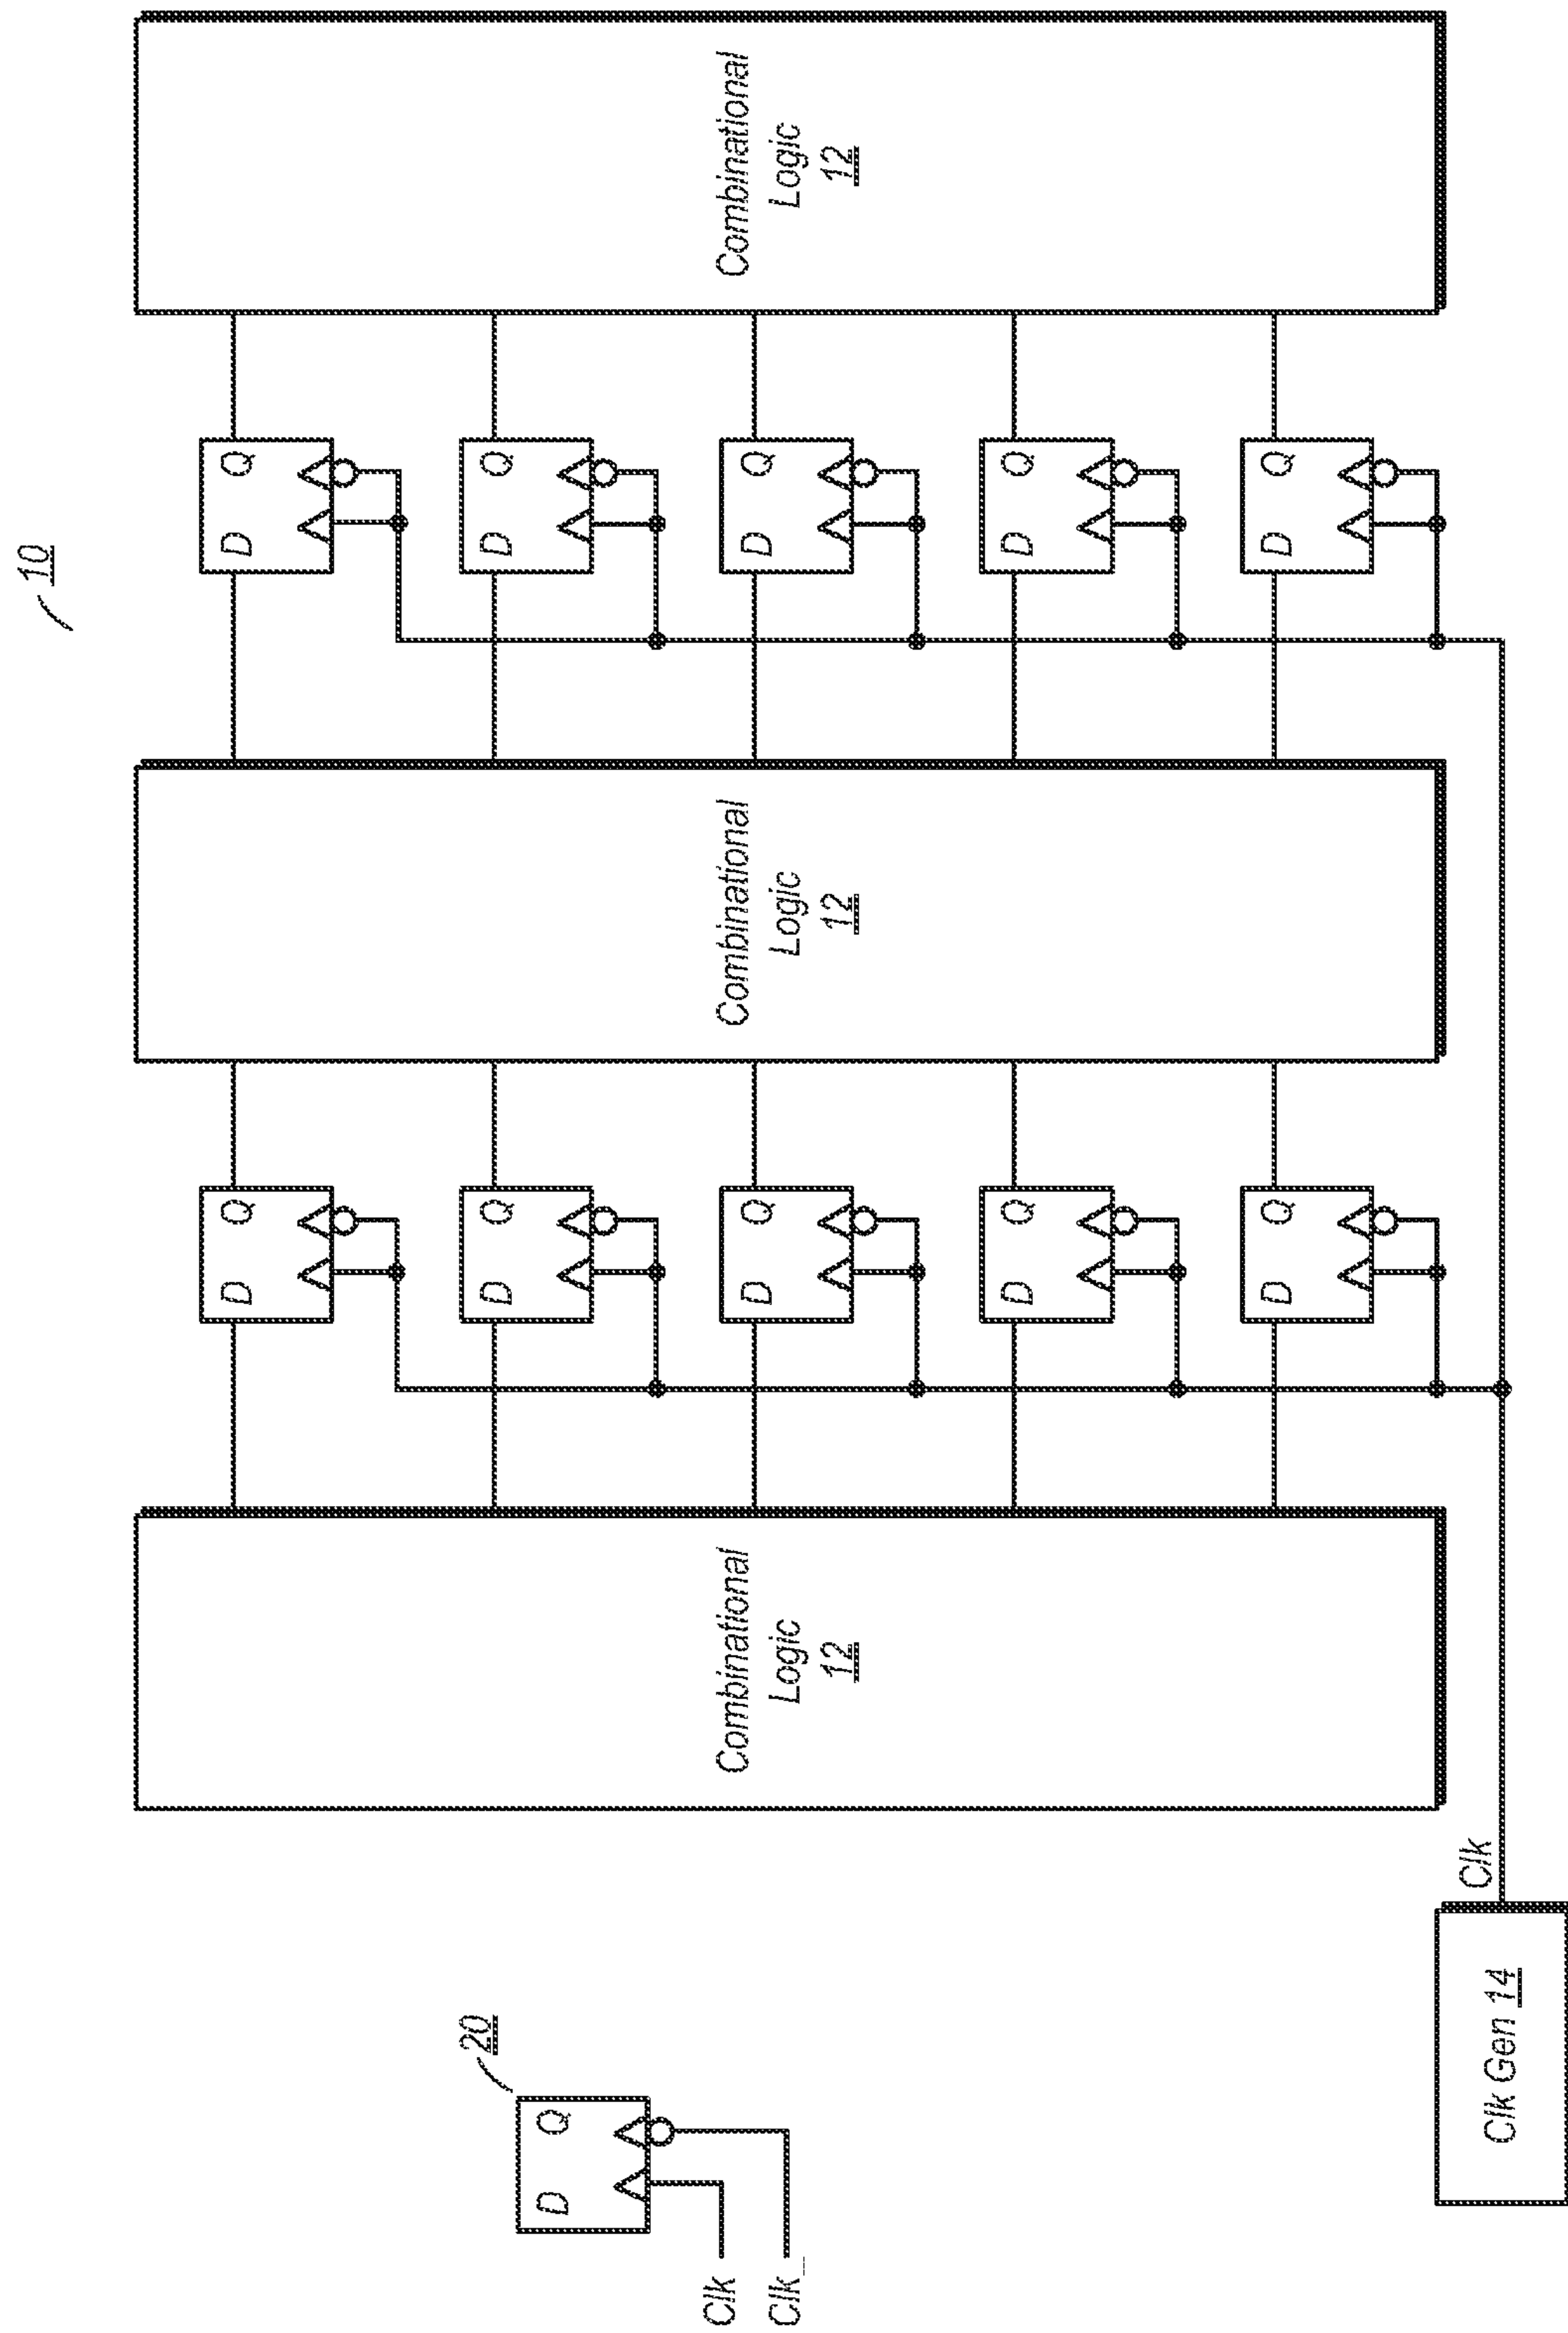 10
Combinational
Logic
12
Combinational
Logic
12
Combinational
Logic
12
D Q
D Q
D Q
D Q
D Q
D Q
D Q
D Q
D Q
D Q
20
D Q
Clk
Clk_
Clk Gen 14
Clk